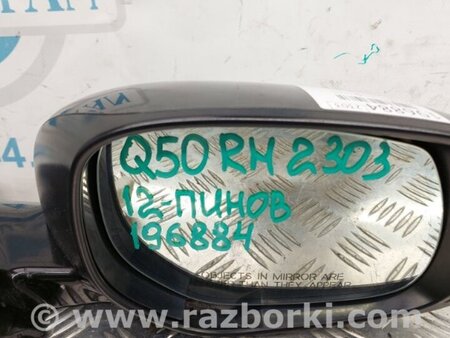 Q50 RH 2303
12 ПИНОВ
196884
OBJECTS IN MIRROR ARE
THAN THEY APPEAR
www.razborki.com